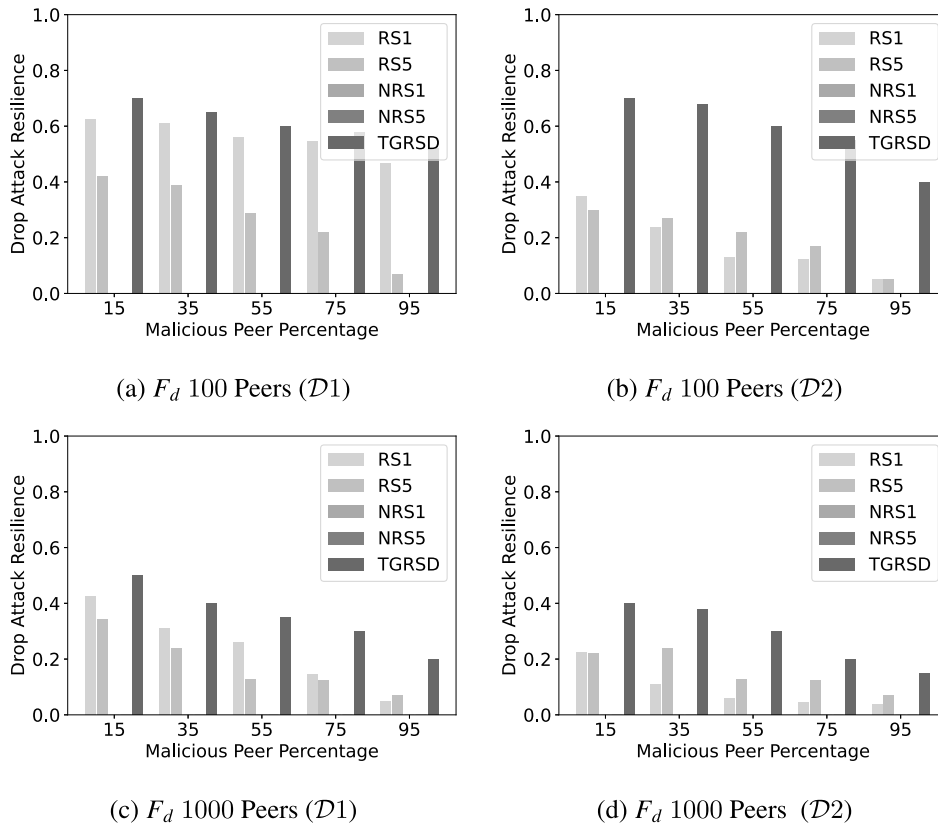 1.0
0.8
0.6
0.4
0.2
0.0
Drop Attack Resilience
RS1
RS5
NRS1
NRS5
TGRSD
15 35 55 75 95
Malicious Peer Percentage
(a) F_d 100 Peers (𝒟1)
1.0
0.8
0.6
0.4
0.2
0.0
Drop Attack Resilience
RS1
RS5
NRS1
NRS5
TGRSD
15 35 55 75 95
Malicious Peer Percentage
(b) F_d 100 Peers (𝒟2)
1.0
0.8
0.6
0.4
0.2
0.0
Drop Attack Resilience
RS1
RS5
NRS1
NRS5
TGRSD
15 35 55 75 95
Malicious Peer Percentage
(c) F_d 1000 Peers (𝒟1)
1.0
0.8
0.6
0.4
0.2
0.0
Drop Attack Resilience
RS1
RS5
NRS1
NRS5
TGRSD
15 35 55 75 95
Malicious Peer Percentage
(d) F_d 1000 Peers (𝒟2)